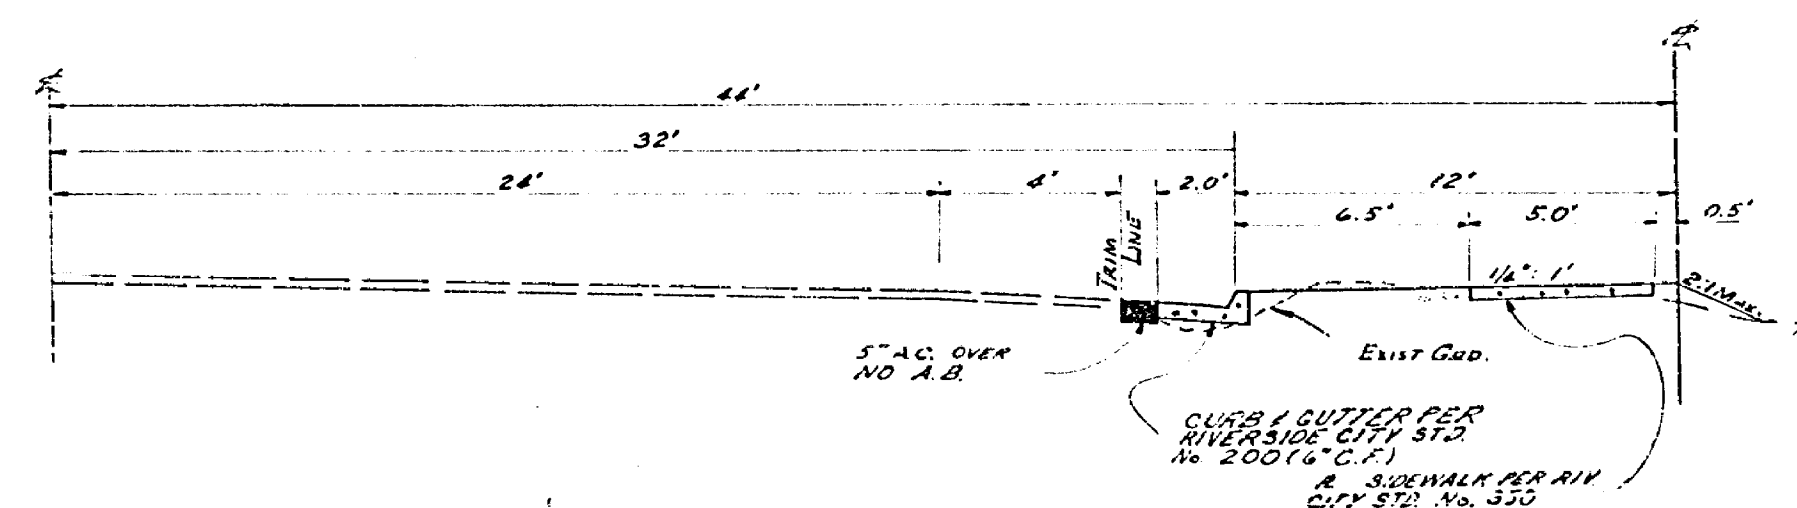 44'
32'
24'
4'
2.0'
12'
6.5'
5.0'
0.5'
TRIM
LINE
1/4" : 1'
2:1 MAX.
5" A.C. OVER
NO A.B.
EXIST GRD.
CURB & GUTTER PER
RIVERSIDE CITY STD.
No. 200 (6" C.F.)
SIDEWALK PER RIV.
CITY STD. No.